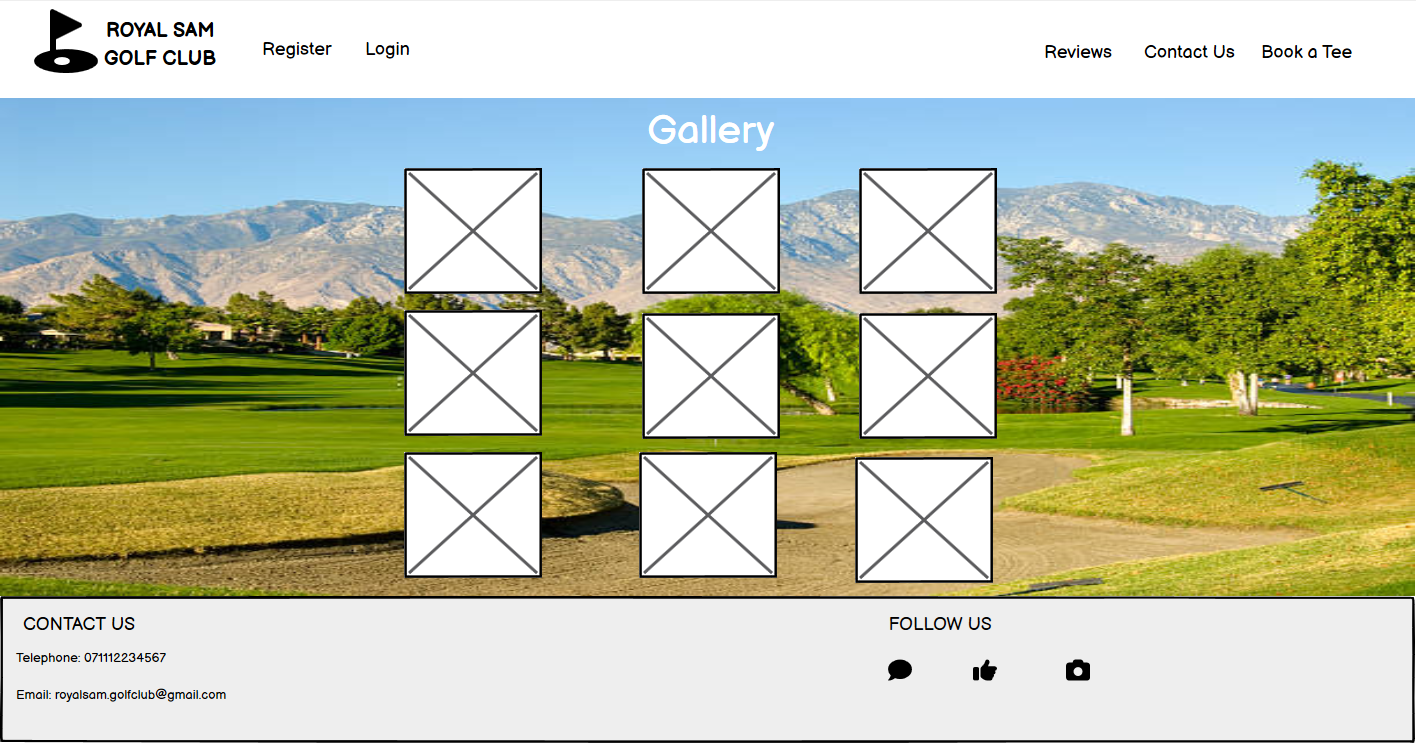 ROYAL SAM
GOLF CLUB
Register Login
Reviews Contact Us Book a Tee
Gallery
CONTACT US
Telephone: 071112234567
Email: royalsam.golfclub@gmail.com
FOLLOW US